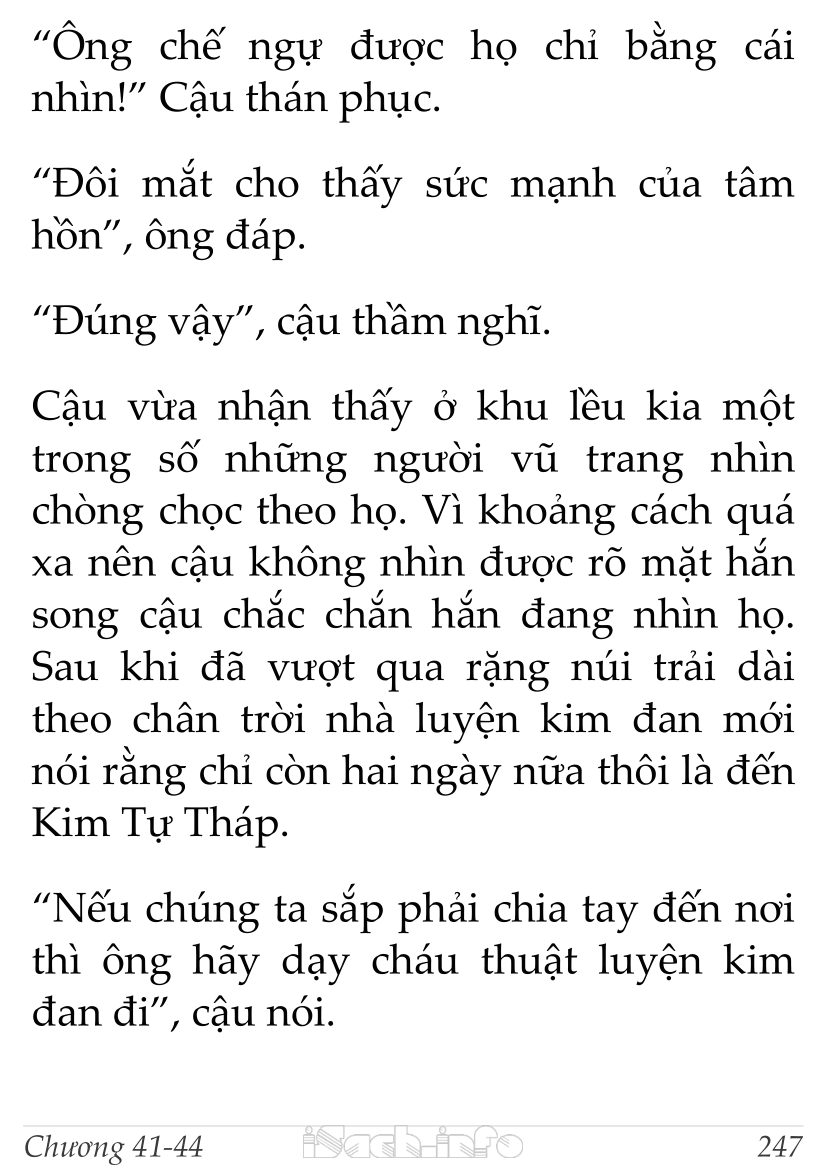 “Ông chế ngự được họ chỉ bằng cái
nhìn!” Cậu thán phục.
“Đôi mắt cho thấy sức mạnh của tâm
hồn”, ông đáp.
“Đúng vậy”, cậu thầm nghĩ.
Cậu vừa nhận thấy ở khu lều kia một
trong số những người vũ trang nhìn
chòng chọc theo họ. Vì khoảng cách quá
xa nên cậu không nhìn được rõ mặt hắn
song cậu chắc chắn hắn đang nhìn họ.
Sau khi đã vượt qua rặng núi trải dài
theo chân trời nhà luyện kim đan mới
nói rằng chỉ còn hai ngày nữa thôi là đến
Kim Tự Tháp.
“Nếu chúng ta sắp phải chia tay đến nơi
thì ông hãy dạy cháu thuật luyện kim
đan đi”, cậu nói.
Chương 41-44 iSach.info 247